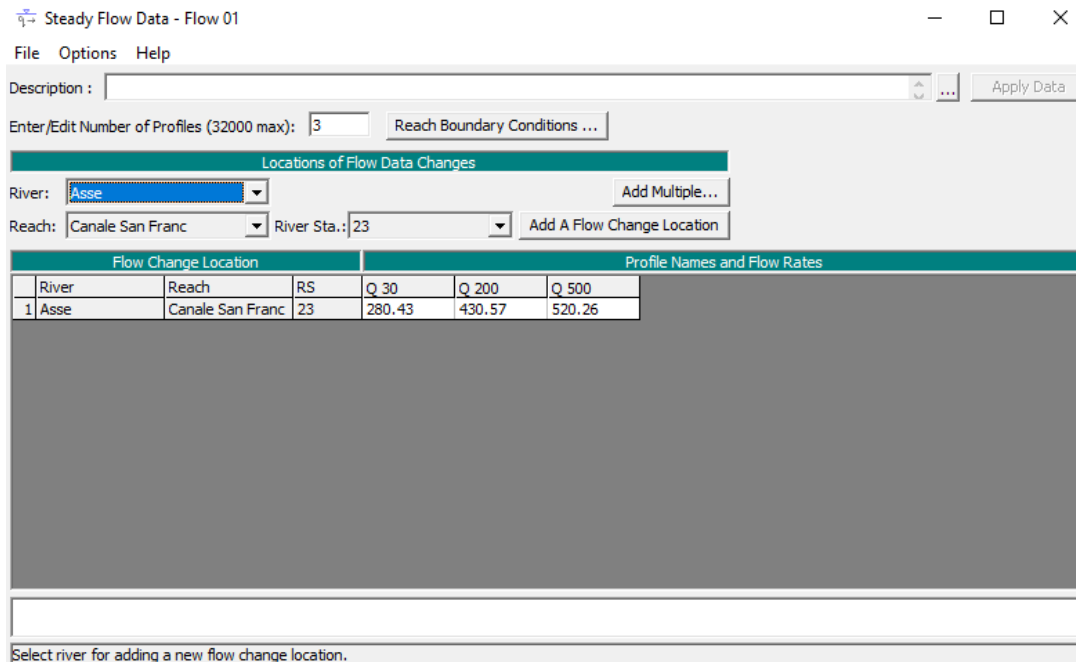 Steady Flow Data - Flow 01
File Options Help
Description : ... Apply Data
Enter/Edit Number of Profiles (32000 max): 3 Reach Boundary Conditions ...
Locations of Flow Data Changes
River: Asse Add Multiple...
Reach: Canale San Franc River Sta.: 23 Add A Flow Change Location
Flow Change Location Profile Names and Flow Rates
River Reach RS Q 30 Q 200 Q 500
1 Asse Canale San Franc 23 280.43 430.57 520.26
Select river for adding a new flow change location.